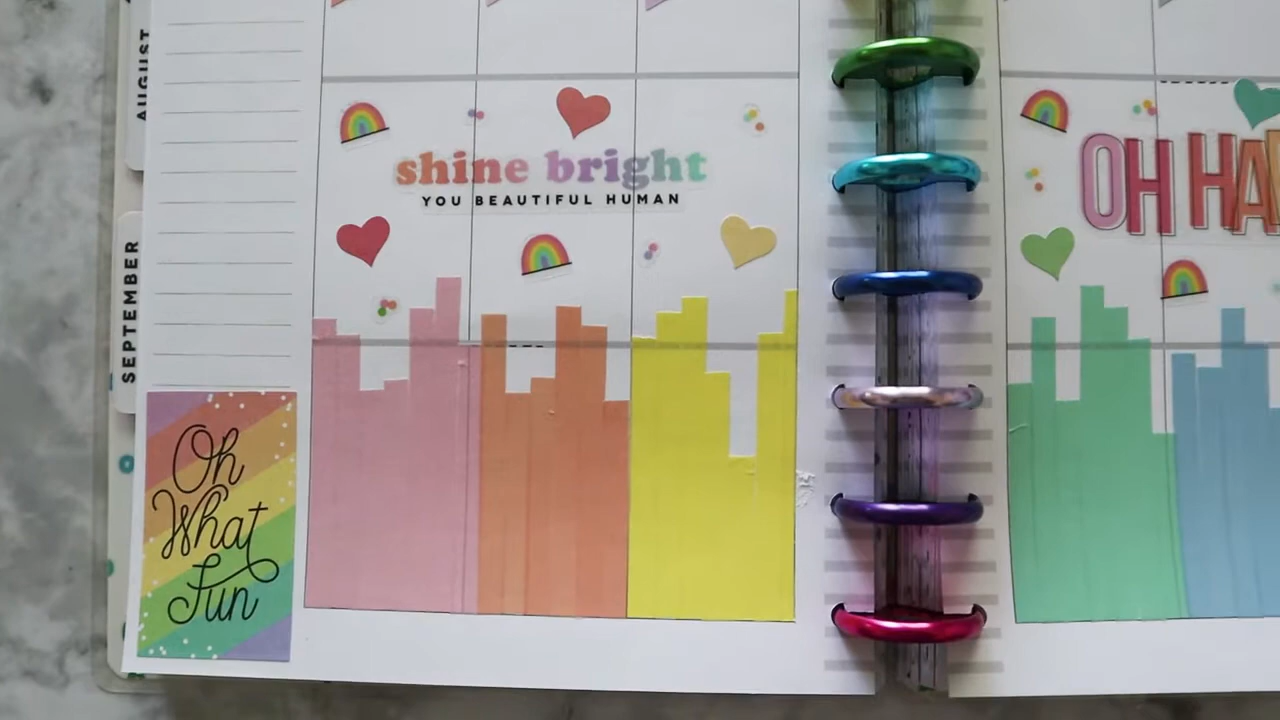 AUGUST
SEPTEMBER
shine bright
YOU BEAUTIFUL HUMAN
OH HA
Oh
What
Fun